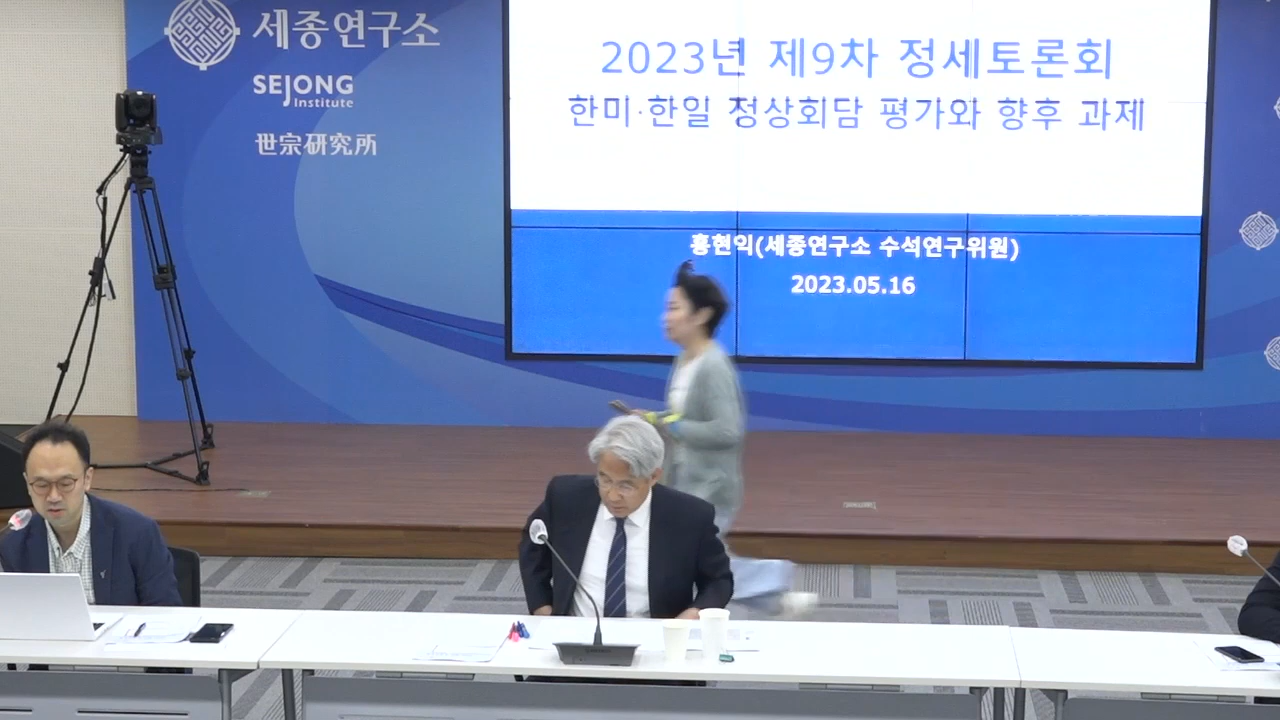 세종연구소
SEJONG
Institute
世宗研究所
2023년 제9차 정세토론회
한미·한일 정상회담 평가와 향후 과제
홍현익(세종연구소 수석연구위원)
2023.05.16